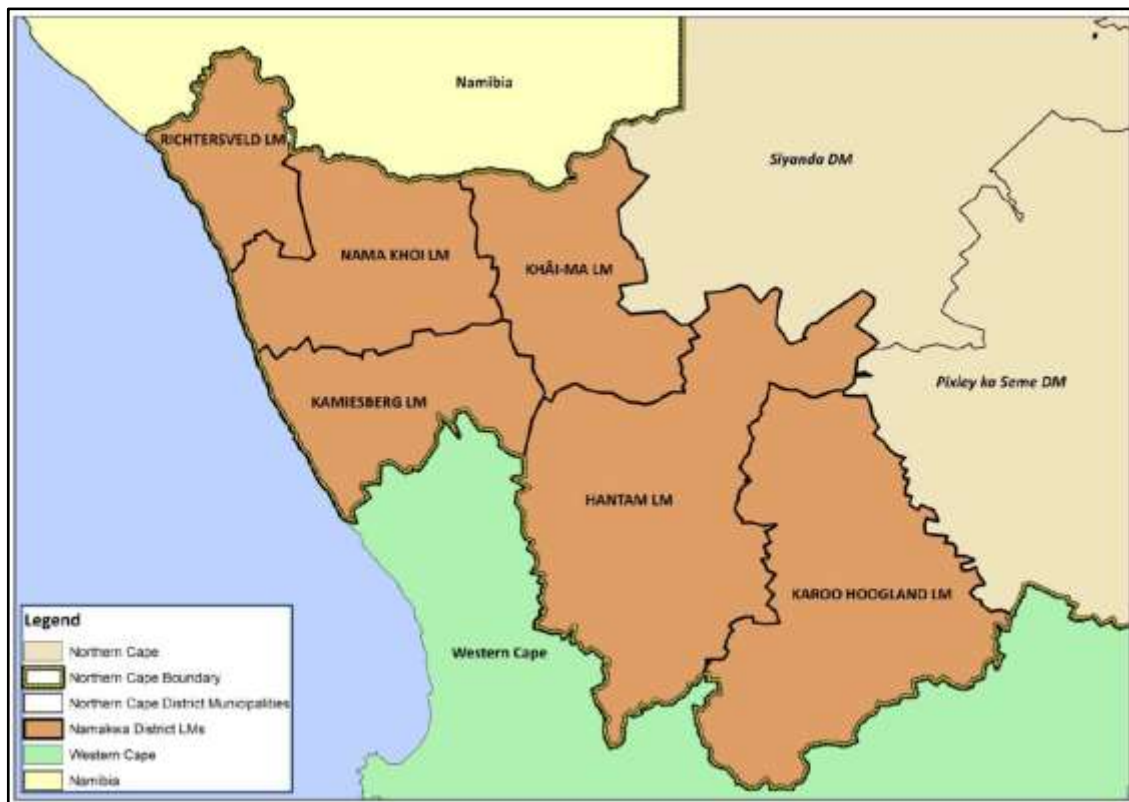 Namibia
RICHTERSVELD LM
Siyanda DM
NAMA KHOI LM
KHÂI-MA LM
Pixley ka Seme DM
KAMIESBERG LM
HANTAM LM
KAROO HOOGLAND LM
Western Cape
Legend
Northern Cape
Northern Cape Boundary
Northern Cape District Municipalities
Namakwa District LMs
Western Cape
Namibia